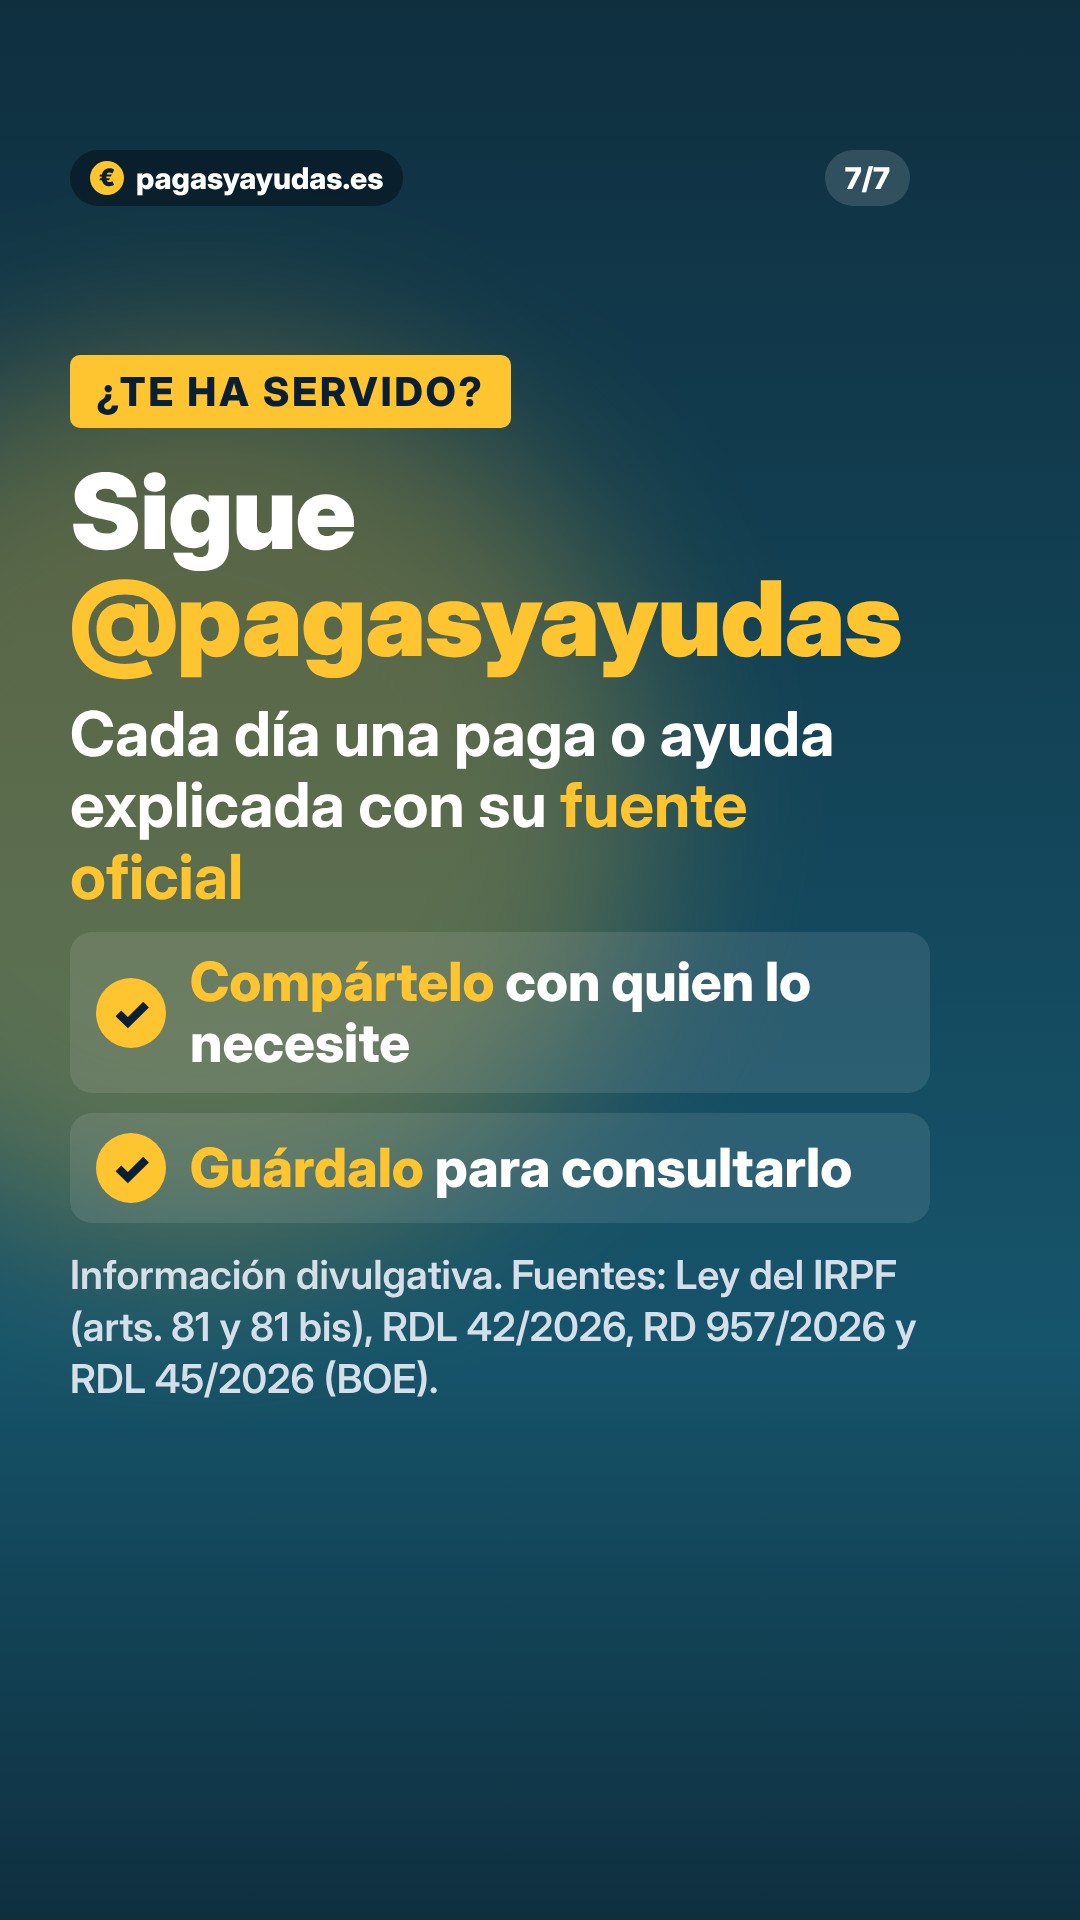 € pagasyayudas.es
7/7
¿TE HA SERVIDO?
Sigue
@pagasyayudas
Cada día una paga o ayuda
explicada con su fuente
oficial
Compártelo con quien lo
necesite
Guárdalo para consultarlo
Información divulgativa. Fuentes: Ley del IRPF
(arts. 81 y 81 bis), RDL 42/2026, RD 957/2026 y
RDL 45/2026 (BOE).